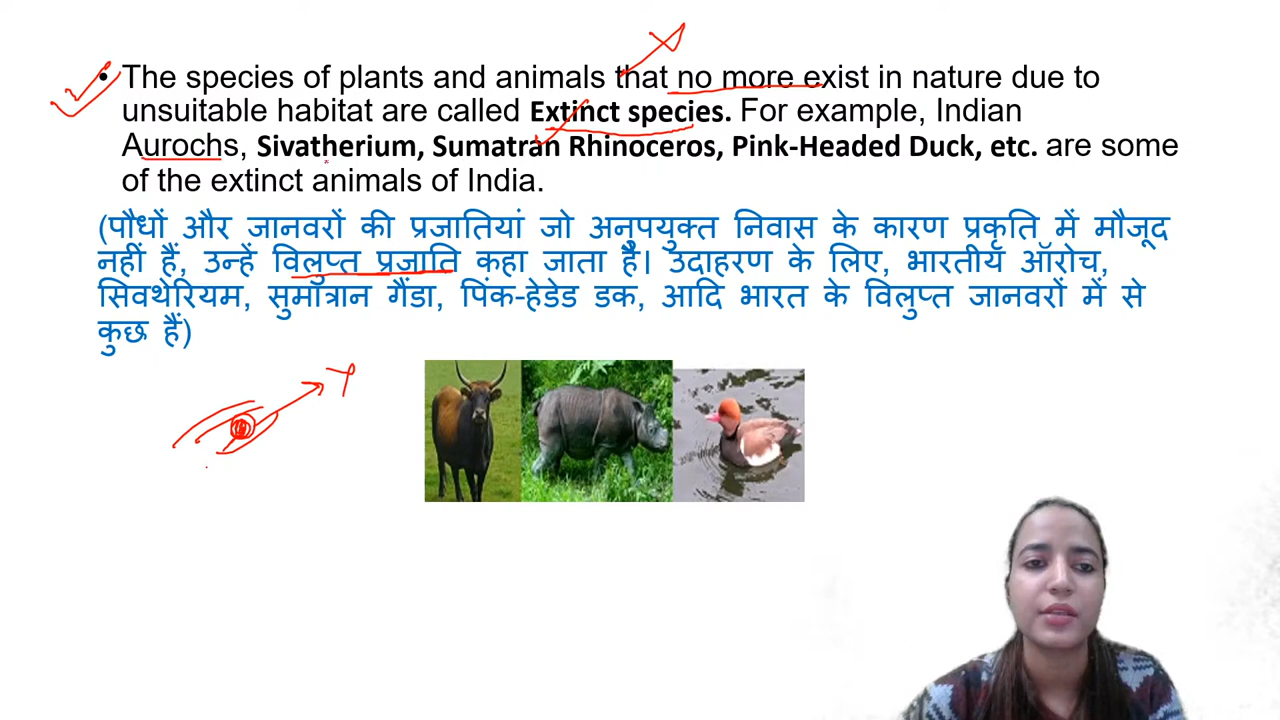 • The species of plants and animals that no more exist in nature due to
unsuitable habitat are called Extinct species. For example, Indian
Aurochs, Sivatherium, Sumatran Rhinoceros, Pink-Headed Duck, etc. are some
of the extinct animals of India.
(पौधों और जानवरों की प्रजातियां जो अनुपयुक्त निवास के कारण प्रकृति में मौजूद
नहीं हैं, उन्हें विलुप्त प्रजाति कहा जाता है। उदाहरण के लिए, भारतीय ऑरोच,
सिवथेरियम, सुमात्रान गैंडा, पिंक-हेडेड डक, आदि भारत के विलुप्त जानवरों में से
कुछ हैं)